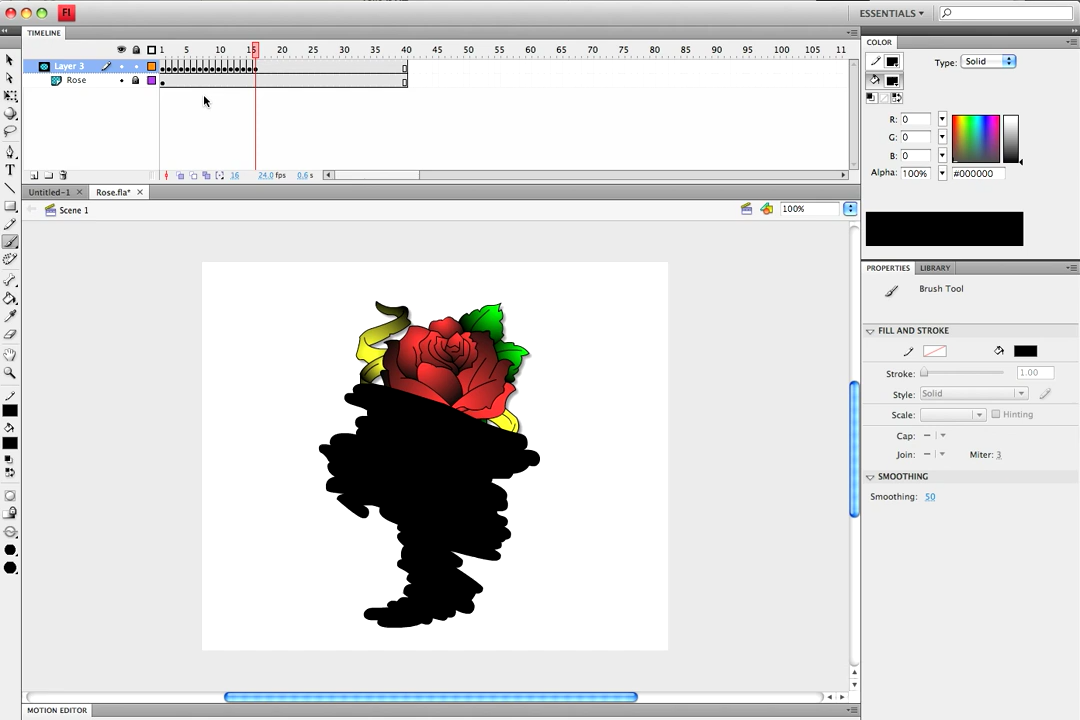 Fl
ESSENTIALS
TIMELINE
1 5 10 15 20 25 30 35 40 45 50 55 60 65 70 75 80 85 90 95 100 105 11
Layer 3
Rose
16 24.0 fps 0.6 s
Untitled-1 Rose.fla*
Scene 1
100%
MOTION EDITOR
T
COLOR
Type: Solid
R: 0
G: 0
B: 0
Alpha: 100% #000000
PROPERTIES LIBRARY
Brush Tool
FILL AND STROKE
Stroke: 1.00
Style: Solid
Scale: Hinting
Cap: Join: Miter: 3
SMOOTHING
Smoothing: 50